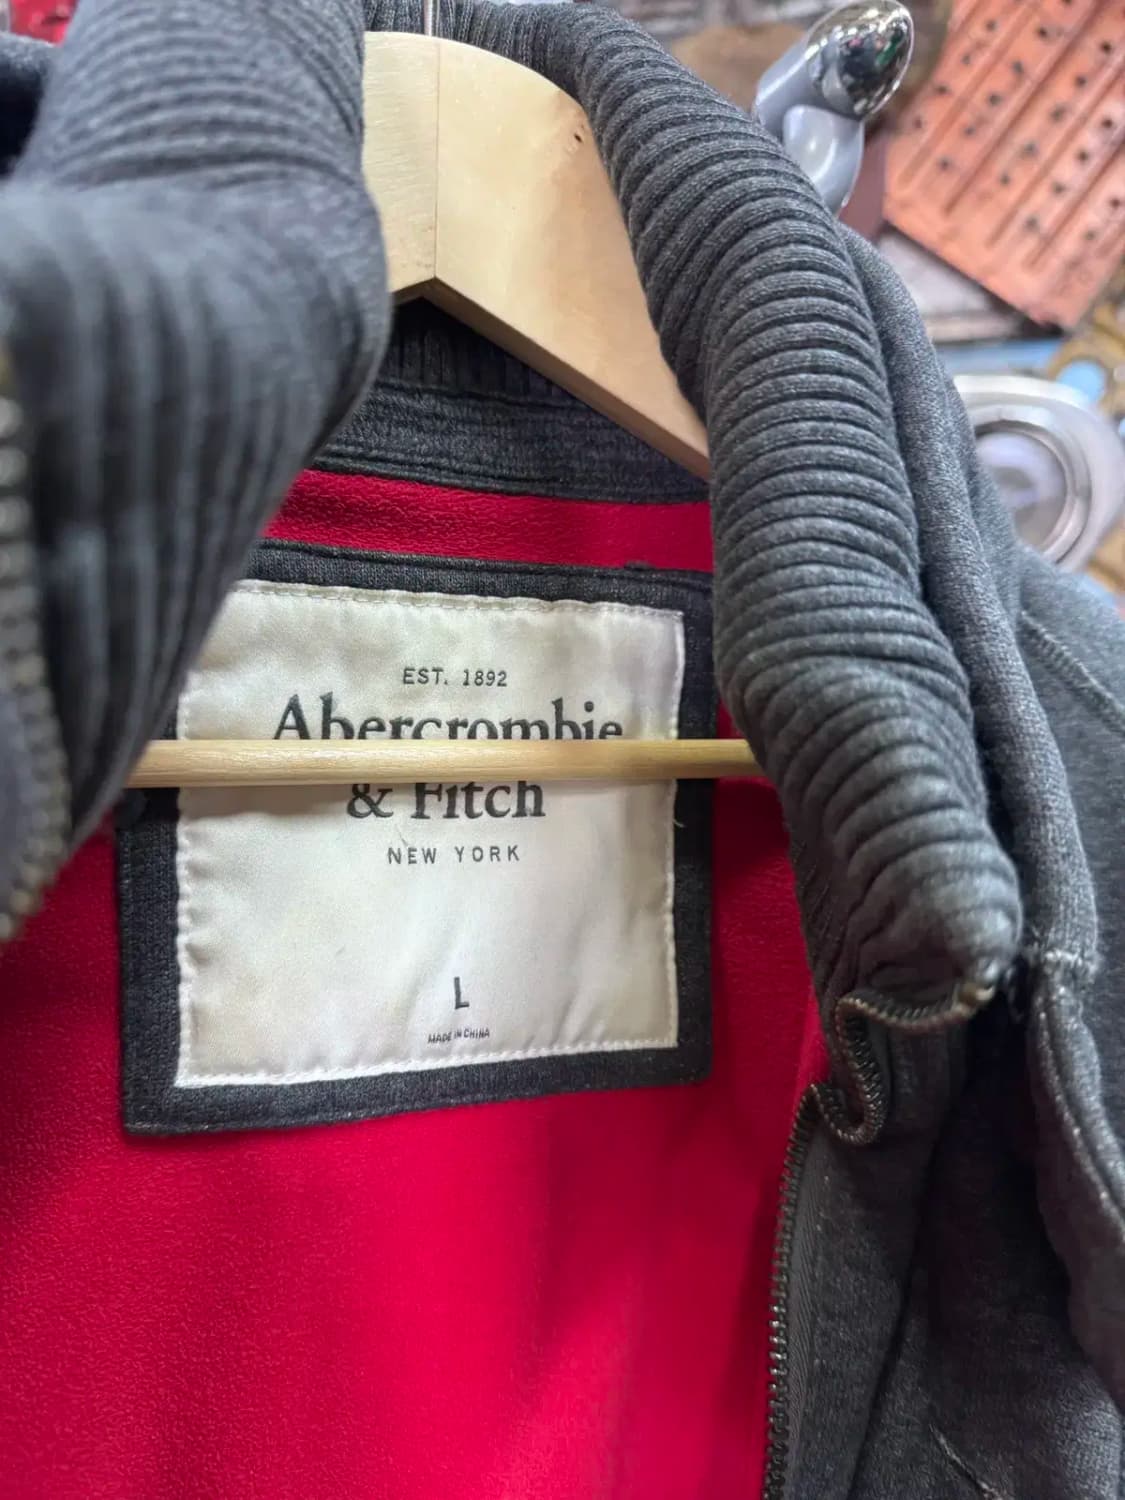 EST. 1892
Abercrombie
& Fitch
NEW YORK
L
MADE IN CHINA